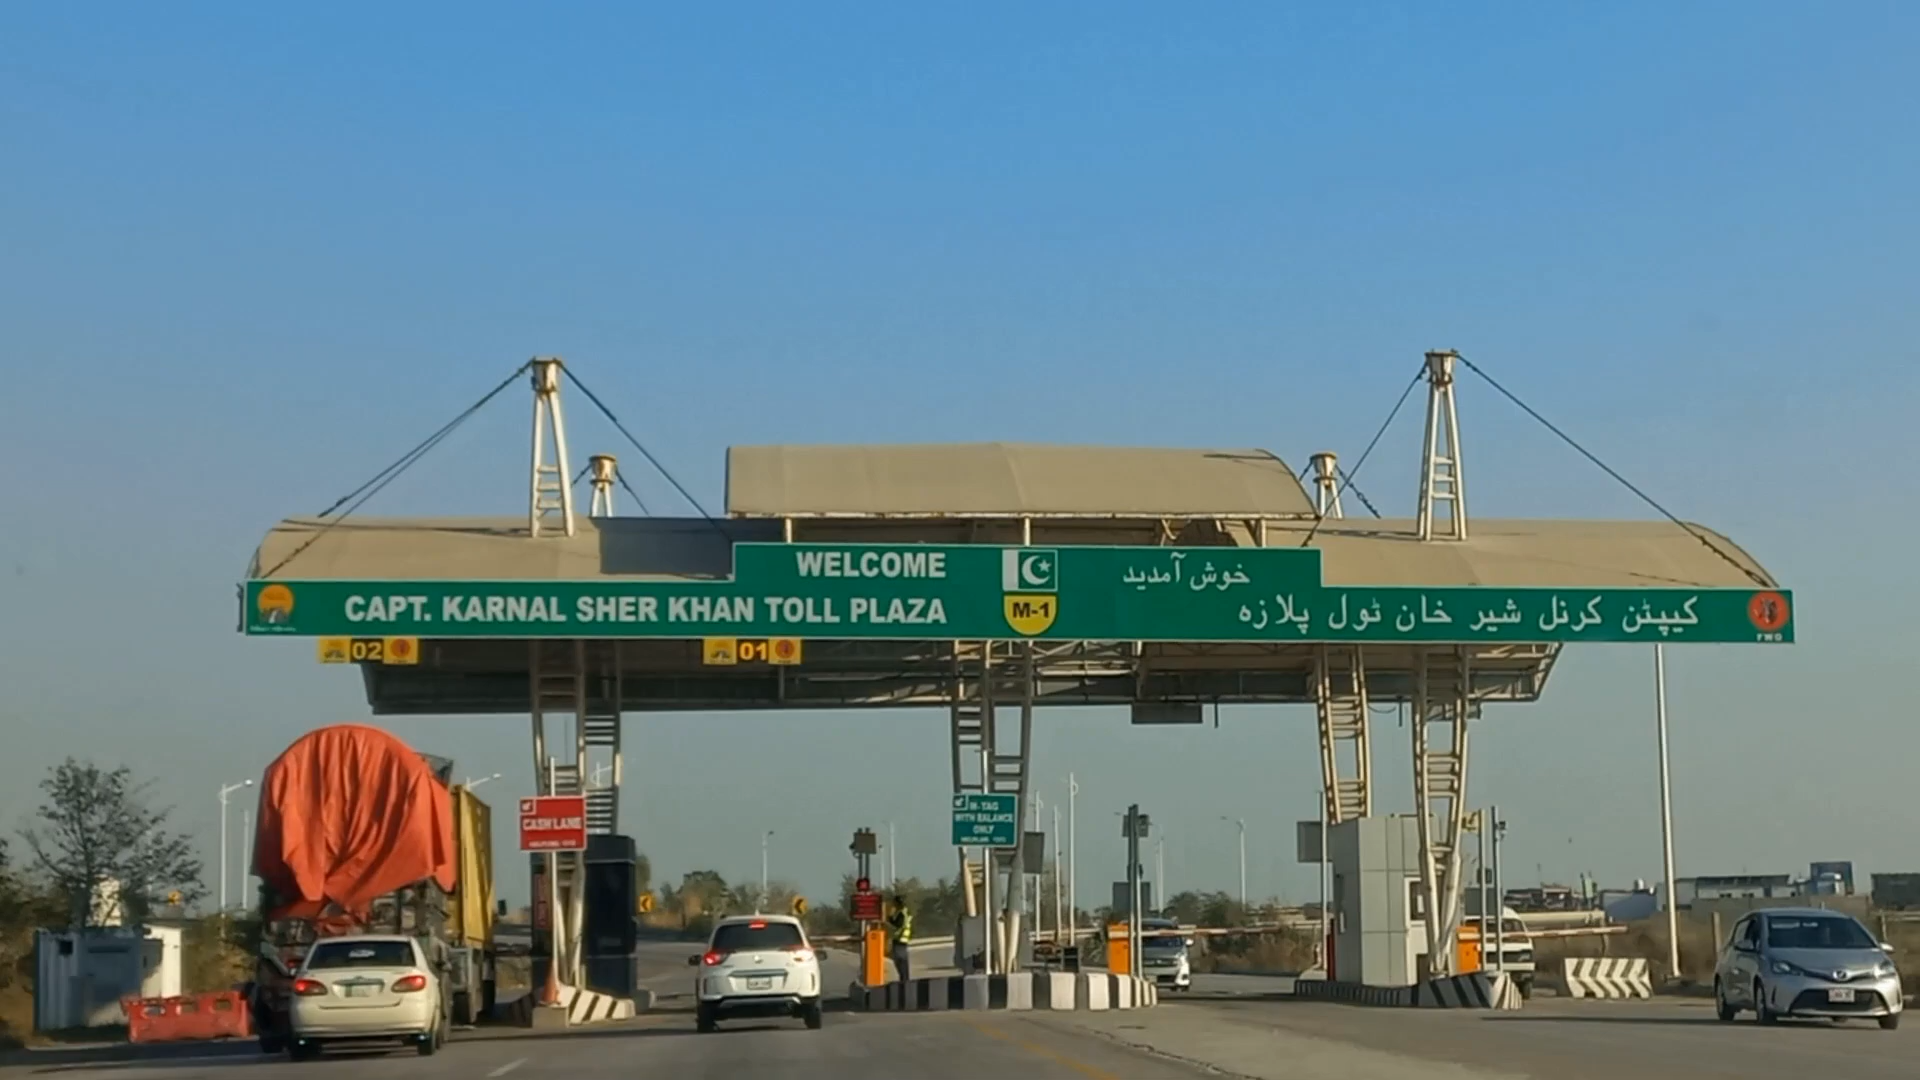 WELCOME
خوش آمدید
CAPT. KARNAL SHER KHAN TOLL PLAZA
M-1
کیپٹن کرنل شیر خان ٹول پلازہ
FWO
02
01
CASH LANE
M-TAG
WITH BALANCE
ONLY